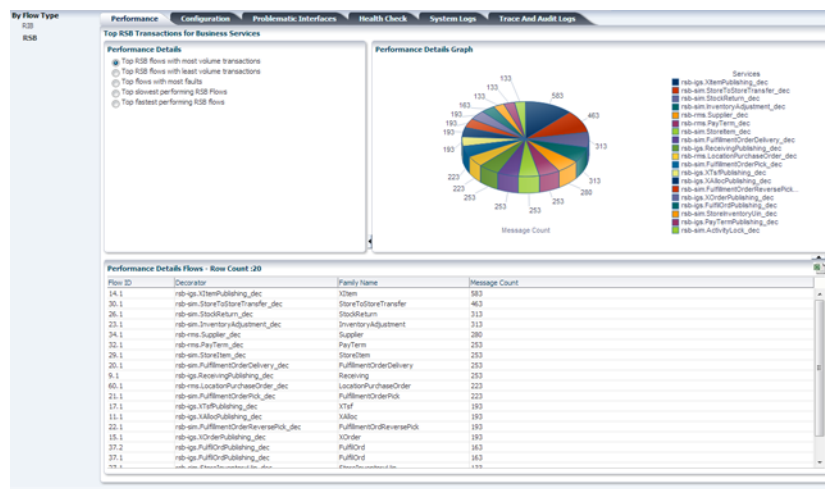 By Flow Type
RIB
RSB
Performance
Configuration
Problematic Interfaces
Health Check
System Logs
Trace And Audit Logs
Top RSB Transactions for Business Services
Performance Details
Top RSB flows with most volume transactions
Top RSB flows with least volume transactions
Top flows with most faults
Top slowest performing RSB Flows
Top fastest performing RSB flows
Performance Details Graph
133
133
133
163
193
193
193
193
223
223
253
253
253
253
280
313
313
463
583
Message Count
Services
rsb-igs.XItemPublishing_dec
rsb-sim.StoreToStoreTransfer_dec
rsb-sim.StockReturn_dec
rsb-sim.InventoryAdjustment_dec
rsb-rms.Supplier_dec
rsb-rms.PayTerm_dec
rsb-sim.StoreItem_dec
rsb-sim.FulfillmentOrderDelivery_dec
rsb-igs.ReceivingPublishing_dec
rsb-rms.LocationPurchaseOrder_dec
rsb-sim.FulfillmentOrderPick_dec
rsb-igs.XTsfPublishing_dec
rsb-igs.XAllocPublishing_dec
rsb-sim.FulfillmentOrderReversePick...
rsb-igs.XOrderPublishing_dec
rsb-igs.FulfilOrdPublishing_dec
rsb-sim.StoreInventoryUin_dec
rsb-igs.PayTermPublishing_dec
rsb-sim.ActivityLock_dec
Performance Details Flows - Row Count :20
Flow ID Decorator Family Name Message Count
14.1 rsb-igs.XItemPublishing_dec XItem 583
30.1 rsb-sim.StoreToStoreTransfer_dec StoreToStoreTransfer 463
26.1 rsb-sim.StockReturn_dec StockReturn 313
23.1 rsb-sim.InventoryAdjustment_dec InventoryAdjustment 313
34.1 rsb-rms.Supplier_dec Supplier 280
32.1 rsb-rms.PayTerm_dec PayTerm 253
29.1 rsb-sim.StoreItem_dec StoreItem 253
20.1 rsb-sim.FulfillmentOrderDelivery_dec FulfillmentOrderDelivery 253
9.1 rsb-igs.ReceivingPublishing_dec Receiving 253
60.1 rsb-rms.LocationPurchaseOrder_dec LocationPurchaseOrder 223
21.1 rsb-sim.FulfillmentOrderPick_dec FulfillmentOrderPick 223
17.1 rsb-igs.XTsfPublishing_dec XTsf 193
11.1 rsb-igs.XAllocPublishing_dec XAlloc 193
22.1 rsb-sim.FulfillmentOrderReversePick_dec FulfillmentOrdReversePick 193
15.1 rsb-igs.XOrderPublishing_dec XOrder 193
37.2 rsb-igs.FulfilOrdPublishing_dec FulfilOrd 163
37.1 rsb-igs.FulfilOrdPublishing_dec FulfilOrd 163